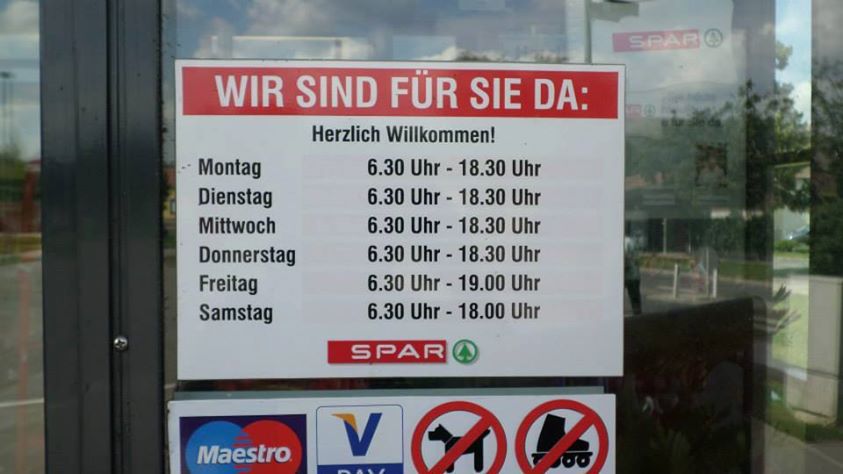 SPAR
WIR SIND FÜR SIE DA:
Herzlich Willkommen!
Montag 6.30 Uhr - 18.30 Uhr
Dienstag 6.30 Uhr - 18.30 Uhr
Mittwoch 6.30 Uhr - 18.30 Uhr
Donnerstag 6.30 Uhr - 18.30 Uhr
Freitag 6.30 Uhr - 19.00 Uhr
Samstag 6.30 Uhr - 18.00 Uhr
SPAR
Maestro
V
PAY